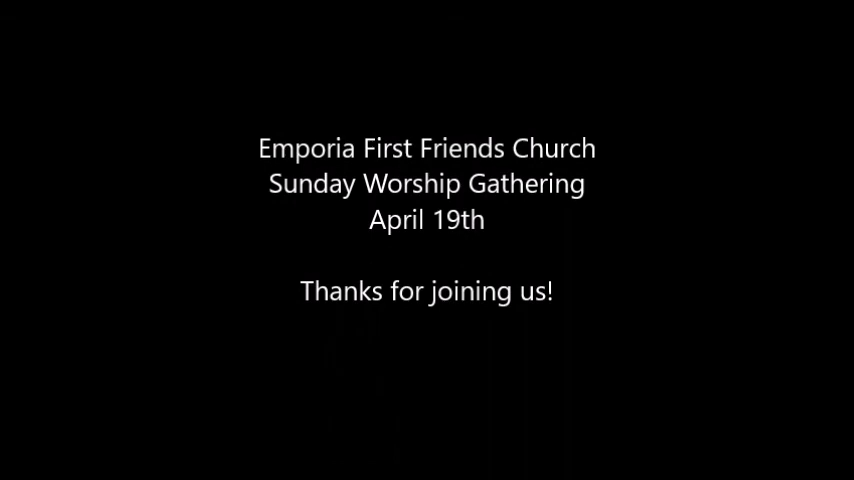 Emporia First Friends Church
Sunday Worship Gathering
April 19th
Thanks for joining us!